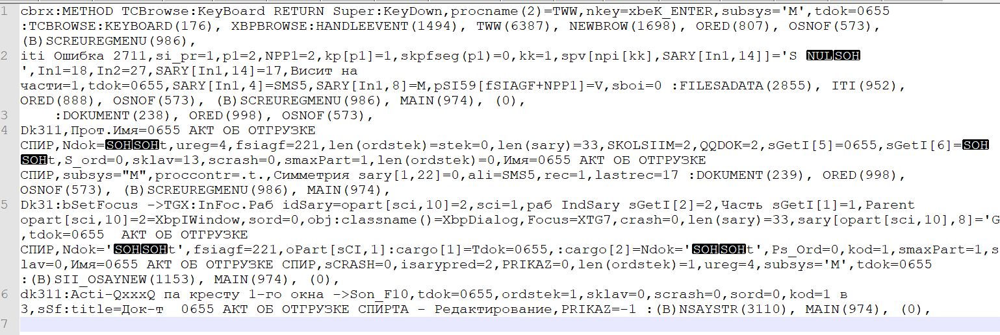 1 cbrx:METHOD TCBrowse:KeyBoard RETURN Super:KeyDown,procname(2)=TWW,nkey=xbeK_ENTER,subsys='M',tdok=0655
:TCBROWSE:KEYBOARD(176), XBPBROWSE:HANDLEEVENT(1494), TWW(6387), NEWBROW(1698), ORED(807), OSNOF(573),
(B)SCREUREGMENU(986),
2 iti Ошибка 2711,si_pr=1,p1=2,NPP1=2,kp[p1]=1,skpfseg(p1)=0,kk=1,spv[npi[kk],SARY[In1,14]]='S NULSOH
',In1=18,In2=27,SARY[In1,14]=17,Висит на
части=1,tdok=0655,SARY[In1,4]=SMS5,SARY[In1,8]=M,pSI59[fSIAGF+NPP1]=V,sboi=0 :FILESADATA(2855), ITI(952),
ORED(888), OSNOF(573), (B)SCREUREGMENU(986), MAIN(974), (0),
3 :DOKUMENT(238), ORED(998), OSNOF(573),
4 Dk311,Прот.Имя=0655 АКТ ОБ ОТГРУЗКЕ
СПИР,Ndok=SOHSOHt,ureg=4,fsiagf=221,len(ordstek)=stek=0,len(sary)=33,SKOLSIIM=2,QQDOK=2,sGetI[5]=0655,sGetI[6]=SOH
SOHt,S_ord=0,sklav=13,scrash=0,smaxPart=1,len(ordstek)=0,Имя=0655 АКТ ОБ ОТГРУЗКЕ
СПИР,subsys="M",proccontr=.t.,Симметрия sary[1,22]=0,ali=SMS5,rec=1,lastrec=17 :DOKUMENT(239), ORED(998),
OSNOF(573), (B)SCREUREGMENU(986), MAIN(974),
5 Dk31:bSetFocus ->TGX:InFoc.Раб idSary=opart[sci,10]=2,sci=1,раб IndSary sGetI[2]=2,Часть sGetI[1]=1,Parent
opart[sci,10]=2=XbpIWindow,sord=0,obj:classname()=XbpDialog,Focus=XTG7,crash=0,len(sary)=33,sary[opart[sci,10],8]='G
,tdok=0655  АКТ ОБ ОТГРУЗКЕ
СПИР,Ndok='SOHSOHt',fsiagf=221,oPart[sCI,1]:cargo[1]=Tdok=0655,:cargo[2]=Ndok='SOHSOHt',Ps_Ord=0,kod=1,smaxPart=1,s
lav=0,Имя=0655 АКТ ОБ ОТГРУЗКЕ СПИР,sCRASH=0,isarypred=2,PRIKAZ=0,len(ordstek)=1,ureg=4,subsys='M',tdok=0655
:(B)SII_OSAYNEW(1153), MAIN(974), (0),
6 dk311:Acti-QxxxQ па кресту 1-го окна ->Son_F10,tdok=0655,ordstek=1,sklav=0,scrash=0,sord=0,kod=1 в
3,sSf:title=Док-т  0655 АКТ ОБ ОТГРУЗКЕ СПИРТА - Редактирование,PRIKAZ=-1 :(B)NSAYSTR(3110), MAIN(974), (0),
7